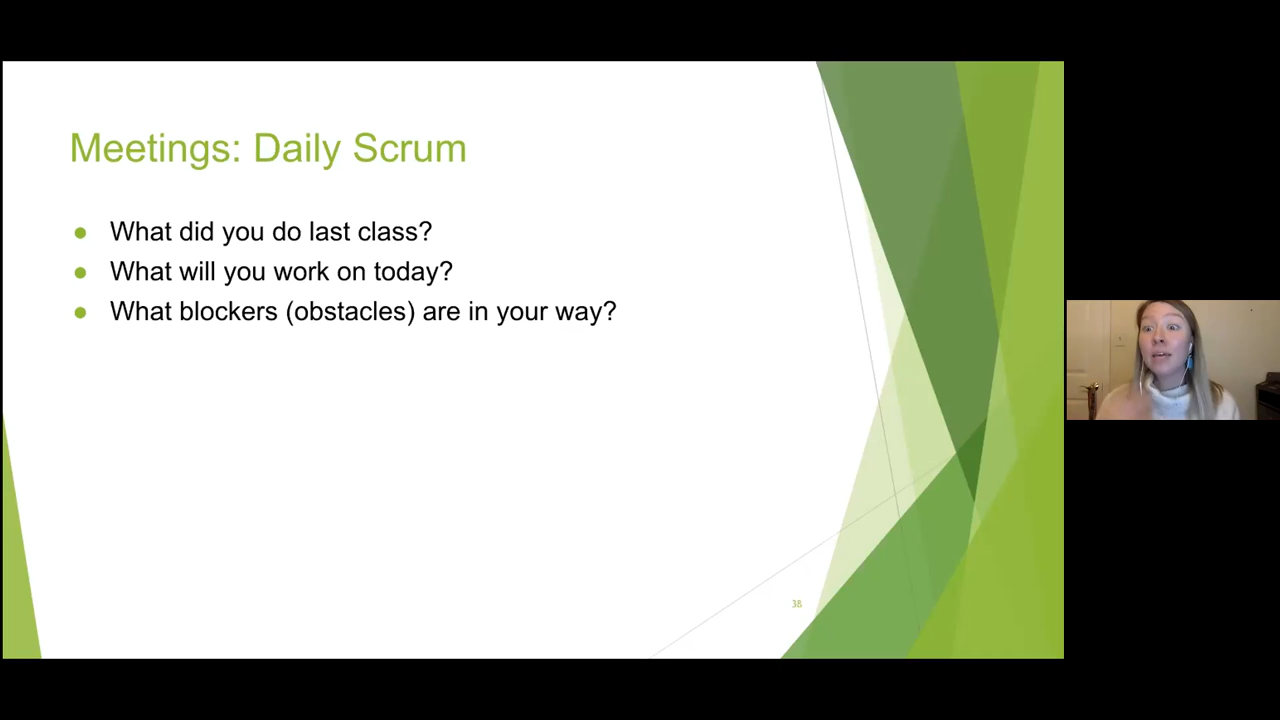 Meetings: Daily Scrum
● What did you do last class?
● What will you work on today?
● What blockers (obstacles) are in your way?
38